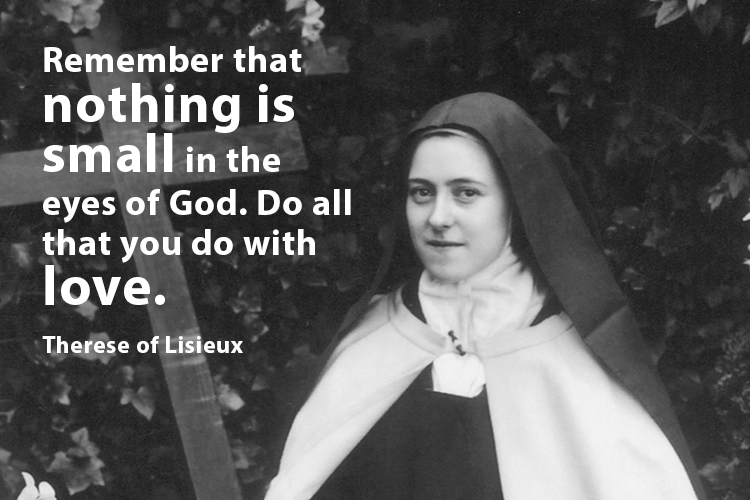 Remember that
nothing is
small in the
eyes of God. Do all
that you do with
love.
Therese of Lisieux